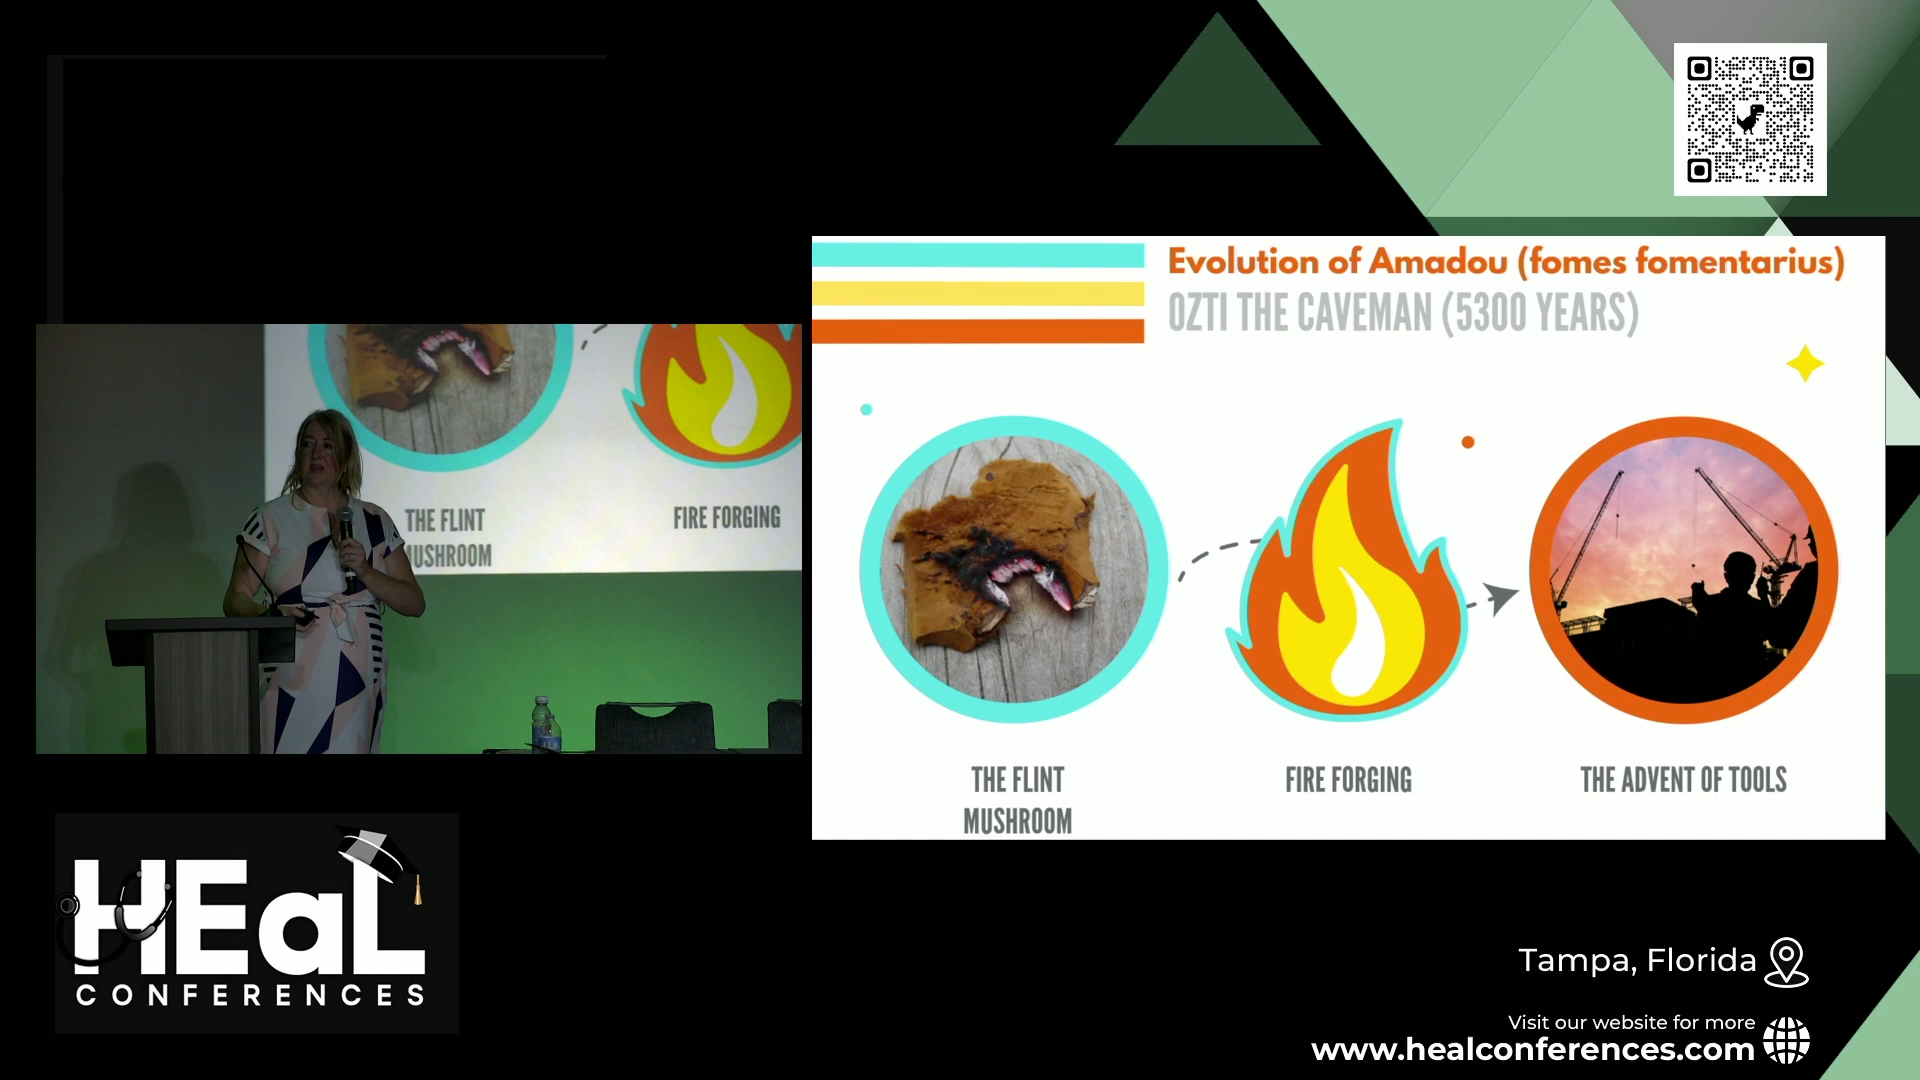 Evolution of Amadou (fomes fomentarius)
OZTI THE CAVEMAN (5300 YEARS)
THE FLINT
MUSHROOM
FIRE FORGING
THE ADVENT OF TOOLS
THE FLINT
USHROOM
FIRE FORGING
HEaL
CONFERENCES
Tampa, Florida
Visit our website for more
www.healconferences.com